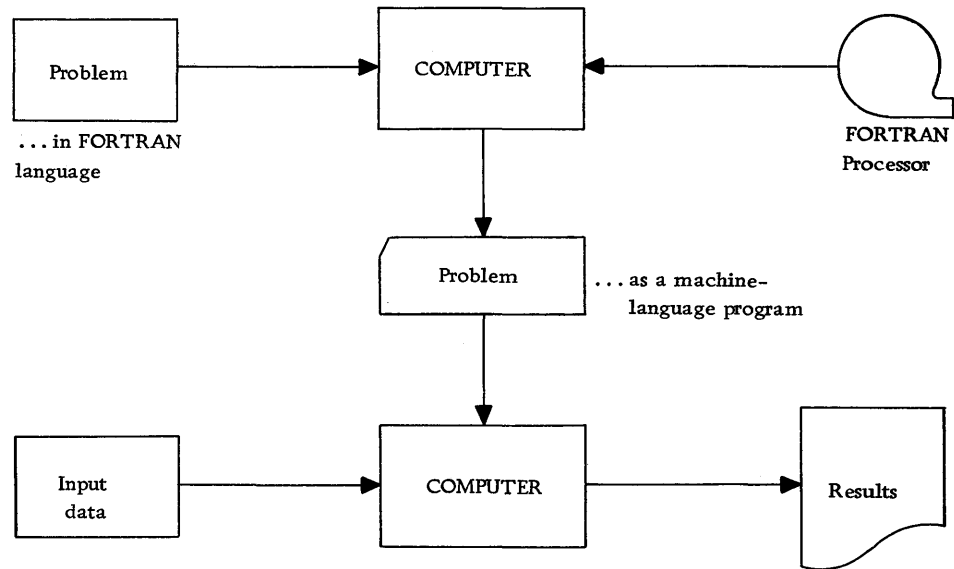 Problem
COMPUTER
... in FORTRAN
language
FORTRAN
Processor
Problem
... as a machine-
language program
Input
data
COMPUTER
Results